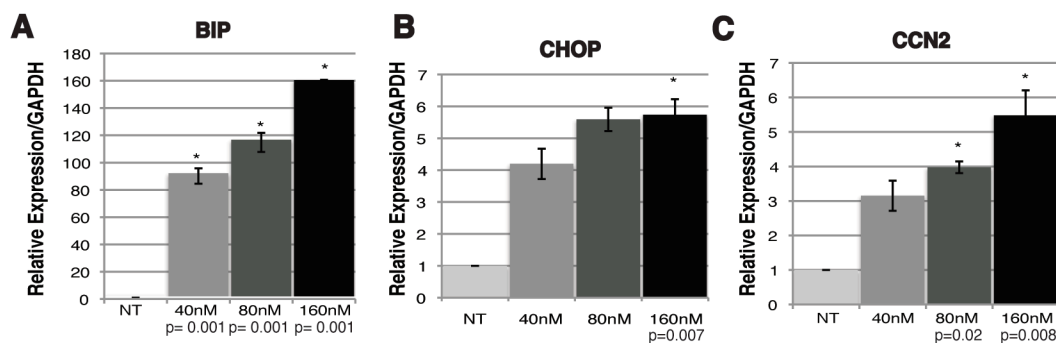 A
BIP
Relative Expression/GAPDH
180
160
140
120
100
80
60
40
20
0
*
*
*
NT
40nM
80nM
160nM
p= 0.001
p= 0.001
p= 0.001
B
CHOP
Relative Expression/GAPDH
7
6
5
4
3
2
1
0
*
NT
40nM
80nM
160nM
p=0.007
C
CCN2
Relative Expression/GAPDH
7
6
5
4
3
2
1
0
*
*
NT
40nM
80nM
160nM
p=0.02
p=0.008